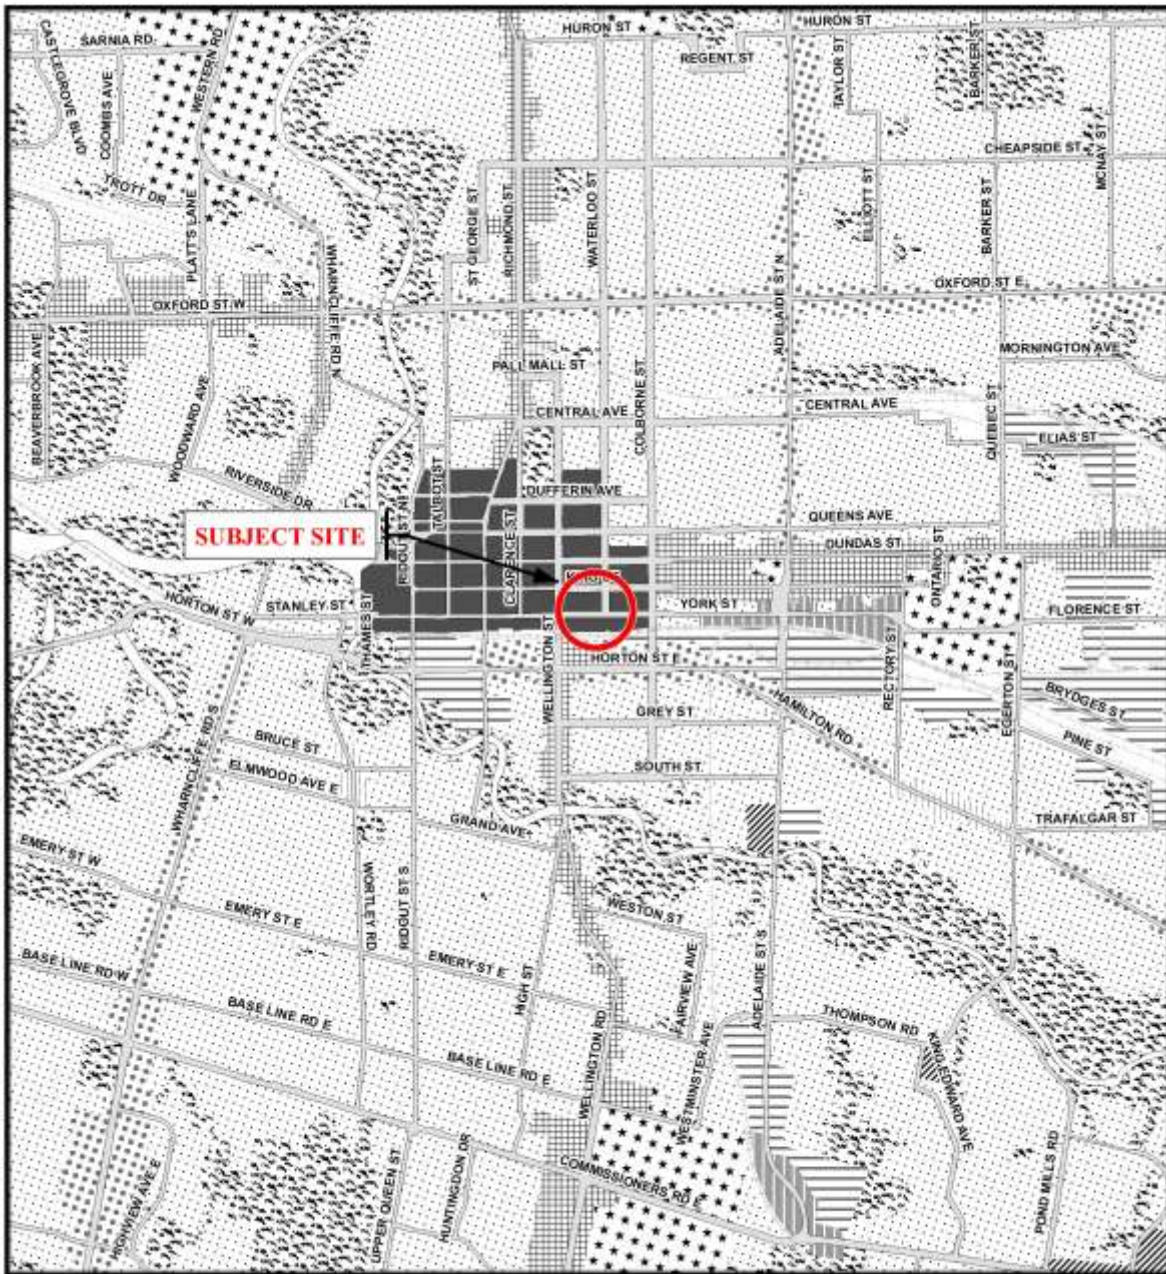 HURON ST
HURON ST
SARNIA RD
WESTERN RD
CASTLEGROVE BLVD
COOMBS AVE
REGENT ST
TAYLOR ST
BARKER ST
CHEAPSIDE ST
MCNAY ST
TROTT DR
PLATT'S LANE
ST GEORGE ST
RICHMOND ST
WATERLOO ST
ELLIOTT ST
BARKER ST
WHARNCLIFFE RD N
ADELAIDE ST N
OXFORD ST W
OXFORD ST E
BEAVERBROOK AVE
WOODWARD AVE
PALL MALL ST
COLBORNE ST
MORNINGTON AVE
CENTRAL AVE
CENTRAL AVE
QUEBEC ST
ELIAS ST
RIVERSIDE DR
TALBOT ST
DUFFERIN AVE
QUEENS AVE
SUBJECT SITE
RIDOUT ST N
CLARENCE ST
DUNDAS ST
ONTARIO ST
HORTON ST W
STANLEY ST
THAMES ST
YORK ST
FLORENCE ST
WELLINGTON ST
HORTON ST E
RECTORY ST
EGERTON ST
WHARNCLIFFE RD S
GREY ST
HAMILTON RD
BRYDGES ST
PINE ST
BRUCE ST
ELMWOOD AVE E
SOUTH ST
GRAND AVE
TRAFALGAR ST
EMERY ST W
WORTLEY RD
RIDOUT ST S
EMERY ST E
WESTON ST
BASE LINE RD W
EMERY ST E
HIGH ST
FAIRVIEW AVE
ADELAIDE ST S
BASE LINE RD E
THOMPSON RD
BASE LINE RD E
WELLINGTON RD
WESTMINSTER AVE
KING EDWARD AVE
HIGHVIEW AVE E
UPPER QUEEN ST
HUNTINGDON DR
COMMISSIONERS RD E
POND MILLS RD